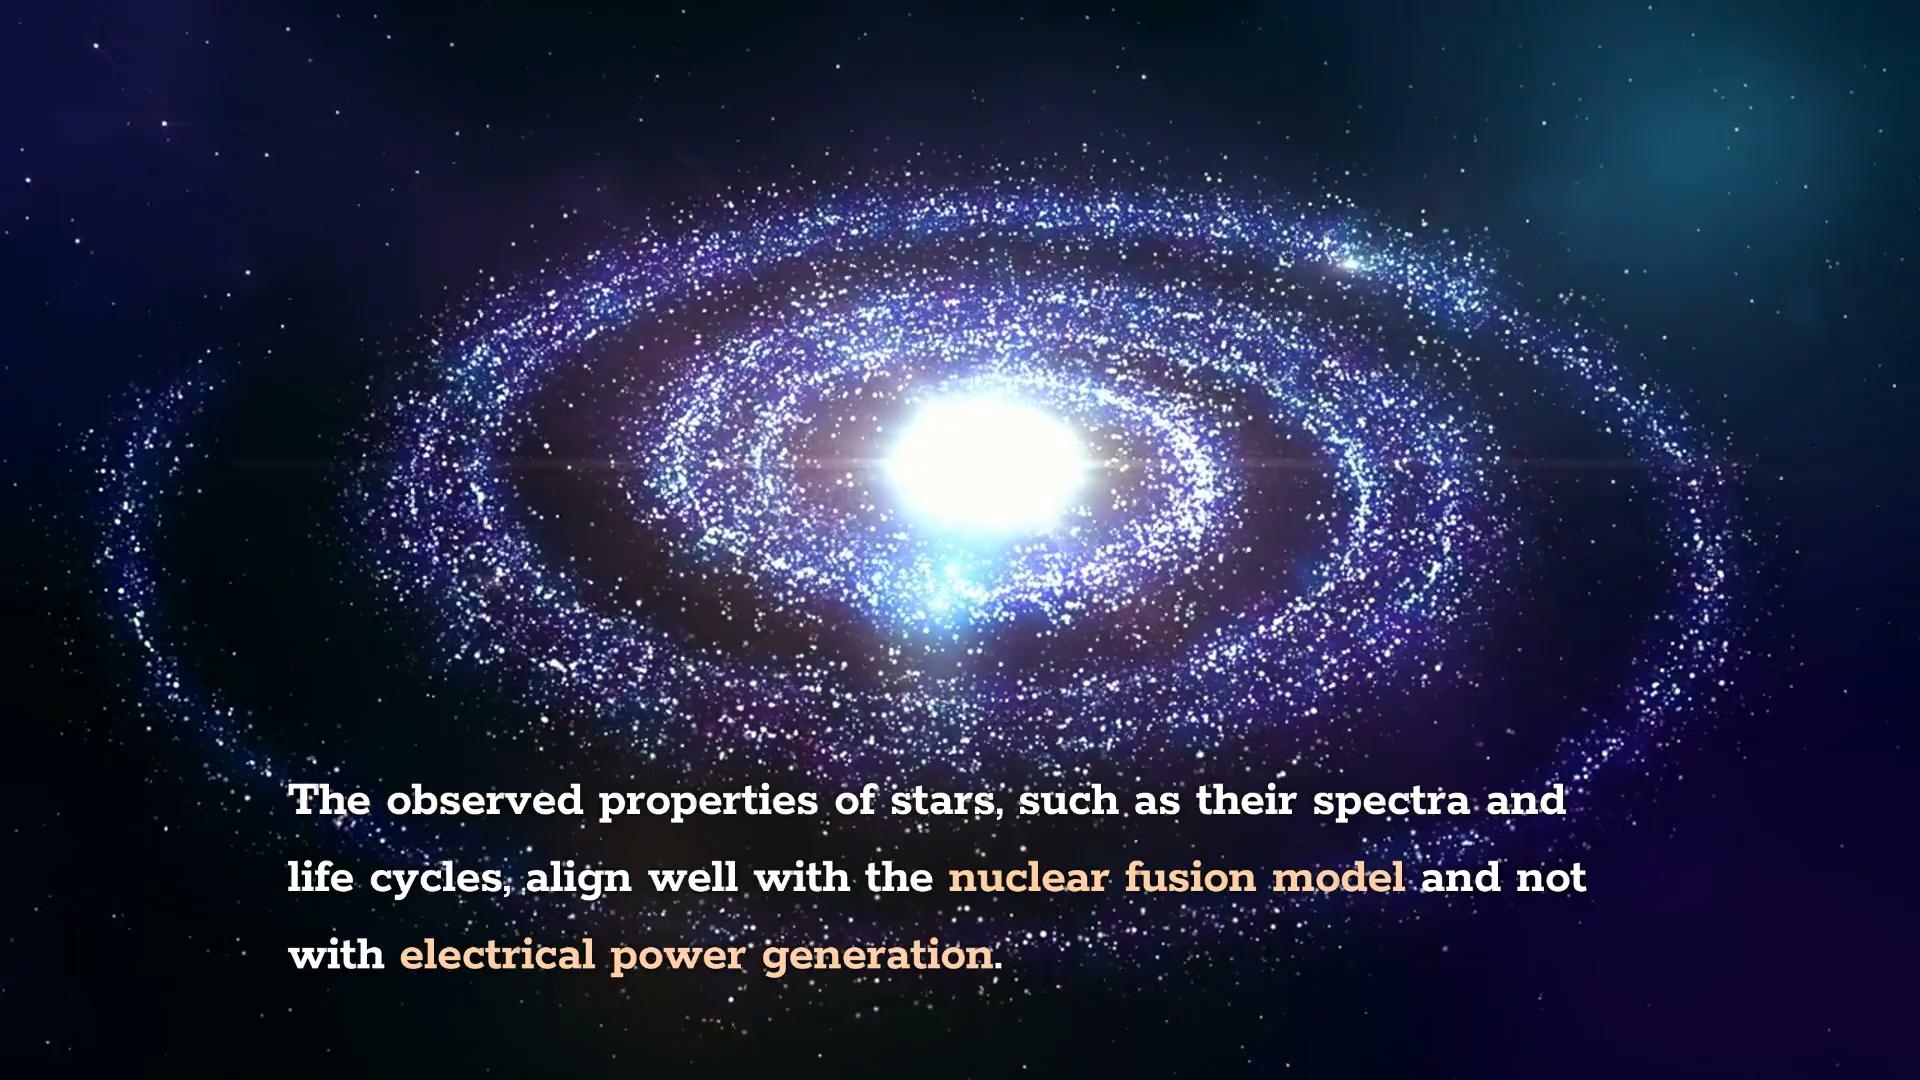 The observed properties of stars, such as their spectra and
life cycles, align well with the nuclear fusion model and not
with electrical power generation.